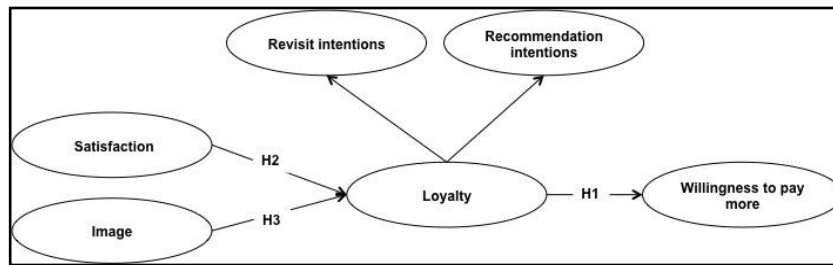 Revisit intentions
Recommendation
intentions
Satisfaction
H2
Loyalty
H1
Willingness to pay
more
H3
Image